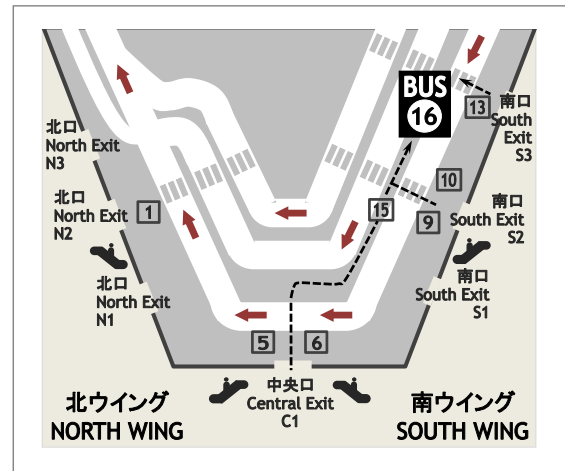 BUS
16
13
南口
South
Exit
S3
北口
North Exit
N3
10
北口
North Exit
N2
1
15
9
南口
South Exit
S2
北口
North Exit
N1
南口
South Exit
S1
5
6
中央口
Central Exit
C1
北ウイング
NORTH WING
南ウイング
SOUTH WING